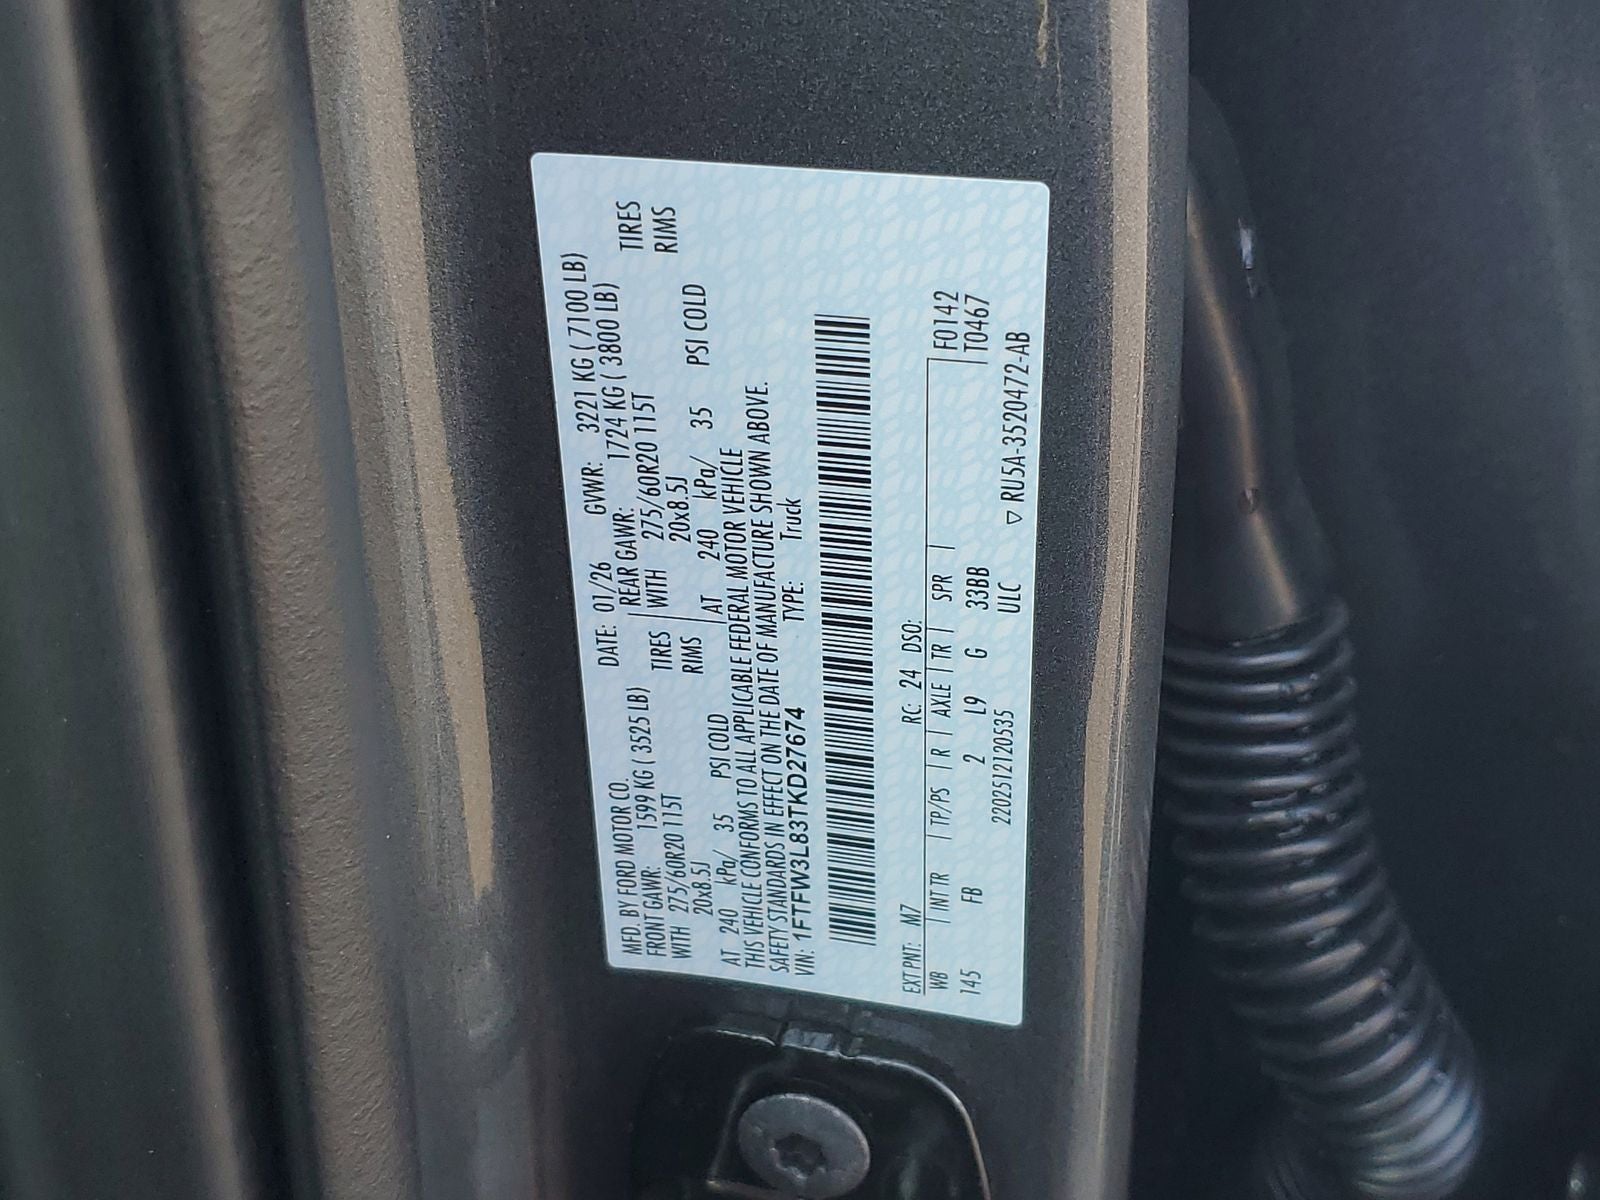 MFD. BY FORD MOTOR CO. DATE: 01/26 GVWR: 3221 KG ( 7100 LB)
FRONT GAWR: 1599 KG ( 3525 LB) REAR GAWR: 1724 KG ( 3800 LB)
WITH 275/60R20 115T TIRES WITH 275/60R20 115T TIRES
20x8.5J RIMS 20x8.5J RIMS
AT 240 kPa/ 35 PSI COLD AT 240 kPa/ 35 PSI COLD
THIS VEHICLE CONFORMS TO ALL APPLICABLE FEDERAL MOTOR VEHICLE
SAFETY STANDARDS IN EFFECT ON THE DATE OF MANUFACTURE SHOWN ABOVE.
VIN: 1FTFW3L83TKD27674 TYPE: Truck
EXT PNT: M7 RC: 24 DSO: F0142
WB | INT TR | TP/PS | R | AXLE | TR | SPR | T0467
145 FB 2 L9 G 33BB
22025121120535 ULC ▽ RU5A-3520472-AB